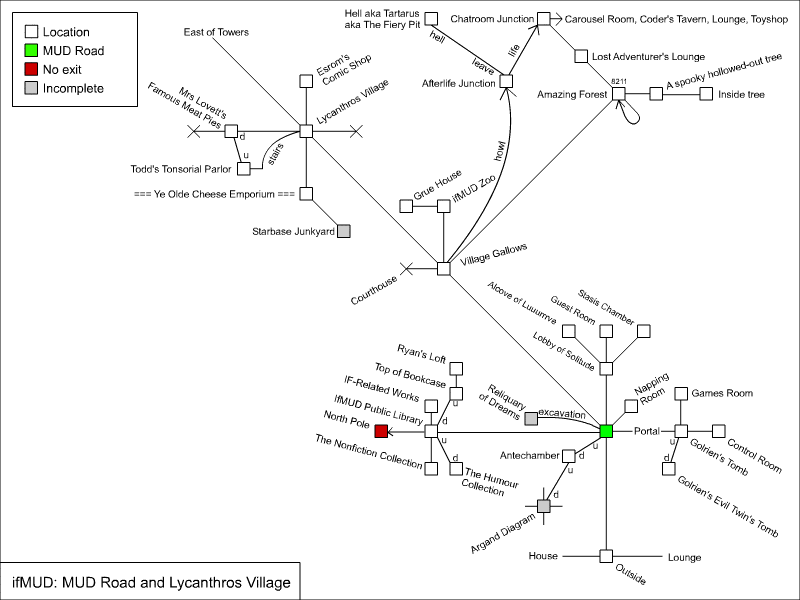 Location
MUD Road
No exit
Incomplete
East of Towers
Hell aka Tartarus
aka The Fiery Pit
hell
leave
life
Chatroom Junction
Carousel Room, Coder's Tavern, Lounge, Toyshop
Lost Adventurer's Lounge
Afterlife Junction
Amazing Forest
8211
A spooky hollowed-out tree
Inside tree
Esrom's
Comic Shop
Mrs Lovett's
Famous Meat Pies
Lycanthros Village
d
u
stairs
Todd's Tonsorial Parlor
=== Ye Olde Cheese Emporium ===
Starbase Junkyard
howl
Grue House
ifMUD Zoo
Village Gallows
Courthouse
Alcove of Luuurrve
Guest Room
Stasis Chamber
Lobby of Solitude
Ryan's Loft
Top of Bookcase
u
IF-Related Works
d
ifMUD Public Library
North Pole
u
d
The Nonfiction Collection
The Humour
Collection
Reliquary
of Dreams
excavation
Napping
Room
Portal
Games Room
u
d
Control Room
Golrien's Tomb
Golrien's Evil Twin's Tomb
Antechamber
u
d
u
d
Argand Diagram
House
Lounge
Outside
ifMUD: MUD Road and Lycanthros Village